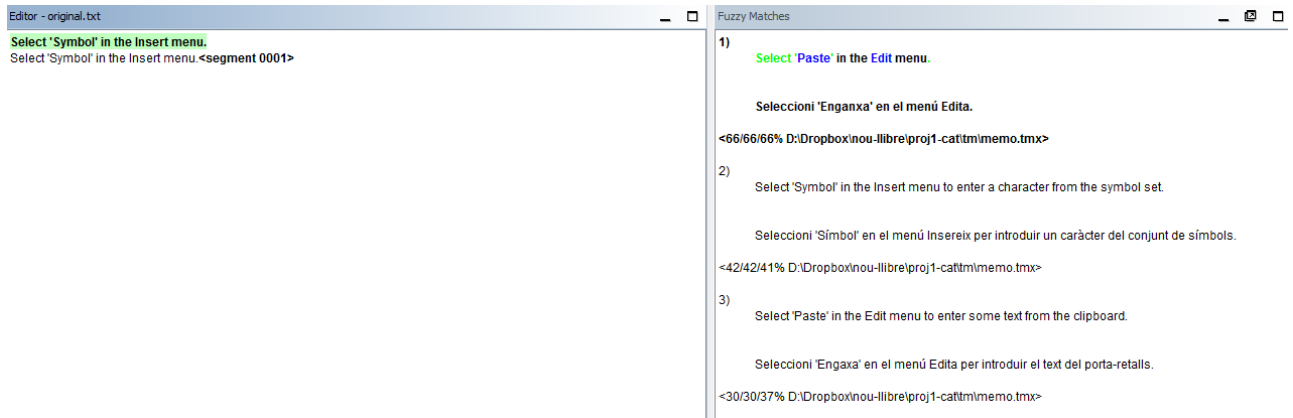 Editor - original.txt
Select 'Symbol' in the Insert menu.
Select 'Symbol' in the Insert menu.<segment 0001>
Fuzzy Matches
1)
Select 'Paste' in the Edit menu.
Seleccioni 'Enganxa' en el menú Edita.
<66/66/66% D:\Dropbox\nou-llibre\proj1-cat\tm\memo.tmx>
2)
Select 'Symbol' in the Insert menu to enter a character from the symbol set.
Seleccioni 'Símbol' en el menú Insereix per introduir un caràcter del conjunt de símbols.
<42/42/41% D:\Dropbox\nou-llibre\proj1-cat\tm\memo.tmx>
3)
Select 'Paste' in the Edit menu to enter some text from the clipboard.
Seleccioni 'Engaxa' en el menú Edita per introduir el text del porta-retalls.
<30/30/37% D:\Dropbox\nou-llibre\proj1-cat\tm\memo.tmx>